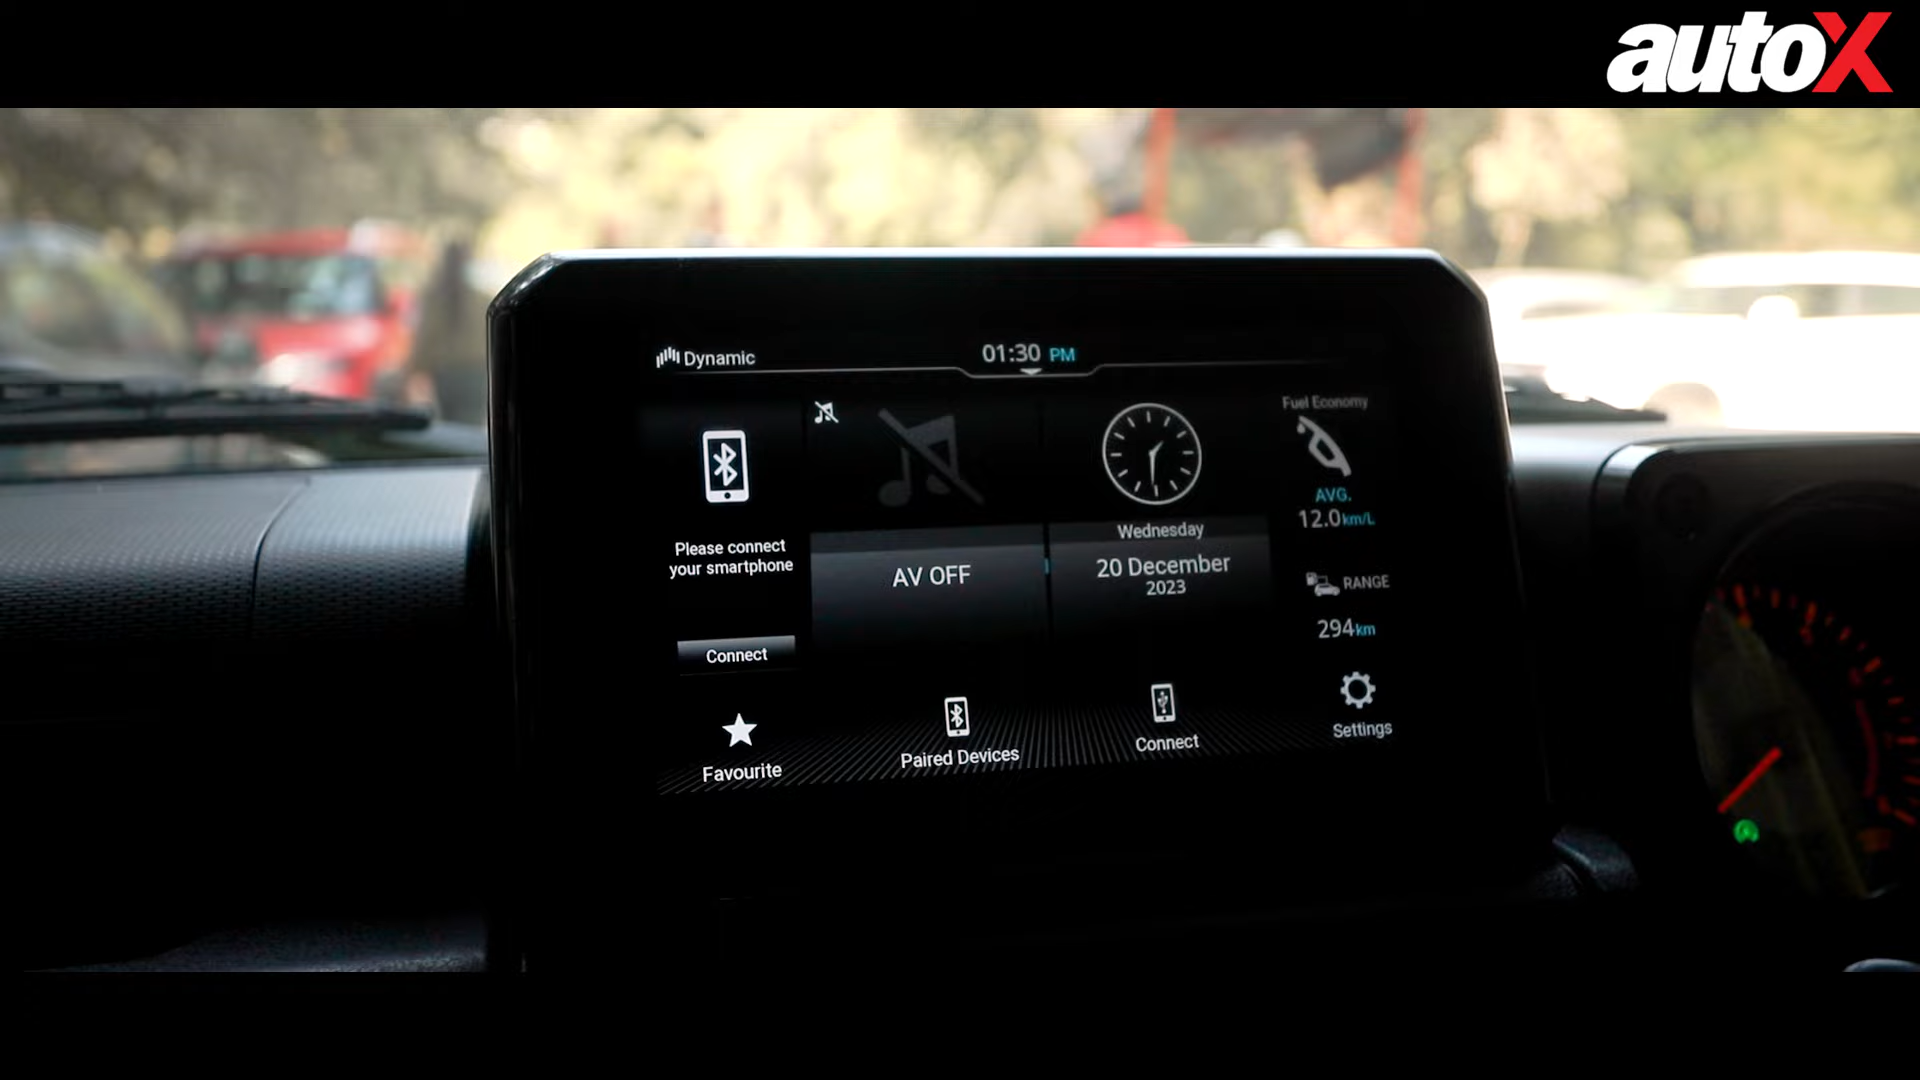 autoX
Dynamic
01:30 PM
Please connect
your smartphone
Connect
AV OFF
Wednesday
20 December
2023
Fuel Economy
AVG.
12.0km/L
RANGE
294km
Favourite
Paired Devices
Connect
Settings